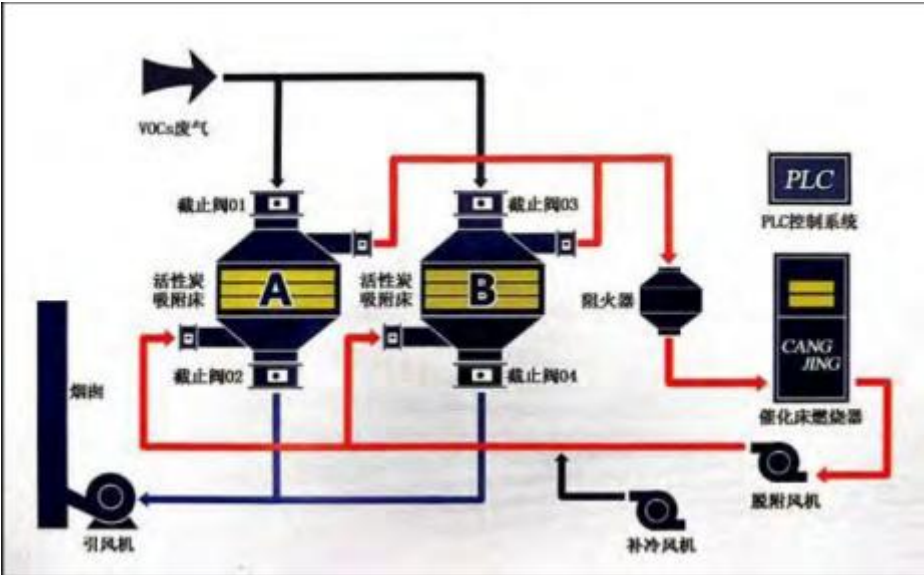 VOCs废气
截止阀01
截止阀03
PLC
PLC控制系统
活性炭
吸附床
A
活性炭
吸附床
B
阻火器
CANG
JING
截止阀02
截止阀04
烟囱
催化床燃烧器
脱附风机
引风机
补冷风机